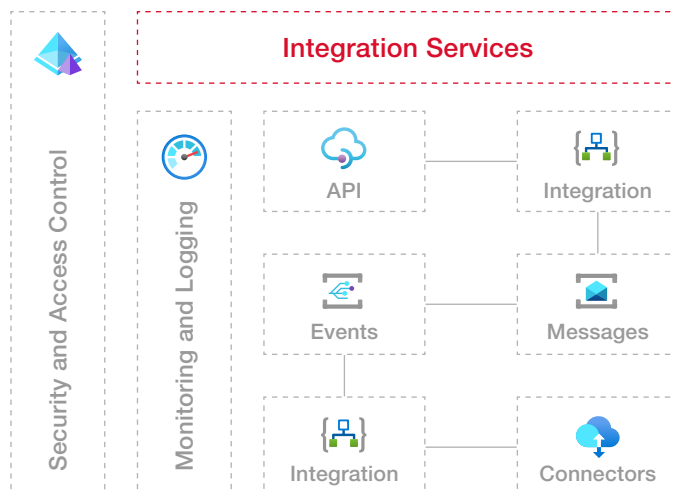 Integration Services
Security and Access Control
Monitoring and Logging
API
Integration
Events
Messages
Integration
Connectors